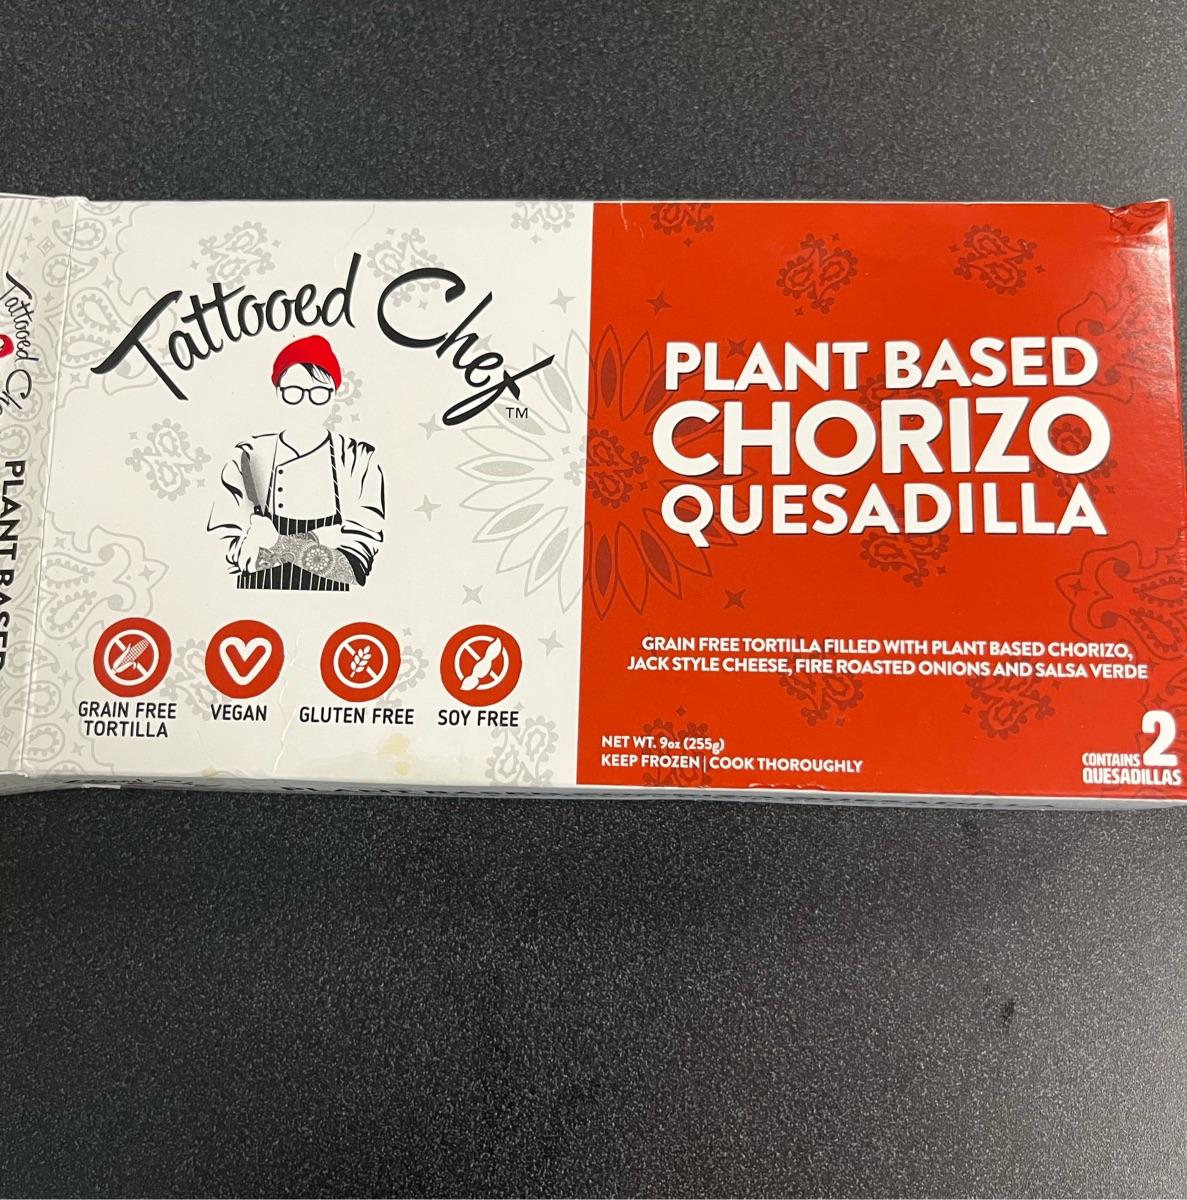 Tattooed Chef
PLANT BASED
Tattooed Chef™
GRAIN FREE
TORTILLA
VEGAN
GLUTEN FREE
SOY FREE
PLANT BASED
CHORIZO
QUESADILLA
GRAIN FREE TORTILLA FILLED WITH PLANT BASED CHORIZO,
JACK STYLE CHEESE, FIRE ROASTED ONIONS AND SALSA VERDE
NET WT. 9oz (255g)
KEEP FROZEN | COOK THOROUGHLY
CONTAINS 2
QUESADILLAS